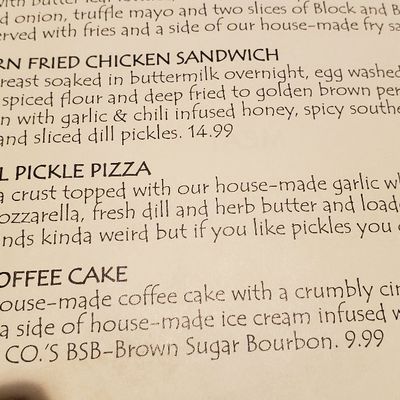 with butter leaf
d onion, truffle mayo and two slices of Block and B
erved with fries and a side of our house-made fry sa
RN FRIED CHICKEN SANDWICH
reast soaked in buttermilk overnight, egg washed
spiced flour and deep fried to golden brown per
n with garlic & chili infused honey, spicy southe
and sliced dill pickles. 14.99
L PICKLE PIZZA
a crust topped with our house-made garlic w
ozzarella, fresh dill and herb butter and load
nds kinda weird but if you like pickles you
OFFEE CAKE
ouse-made coffee cake with a crumbly cin
a side of house-made ice cream infused w
CO.'S BSB-Brown Sugar Bourbon. 9.99